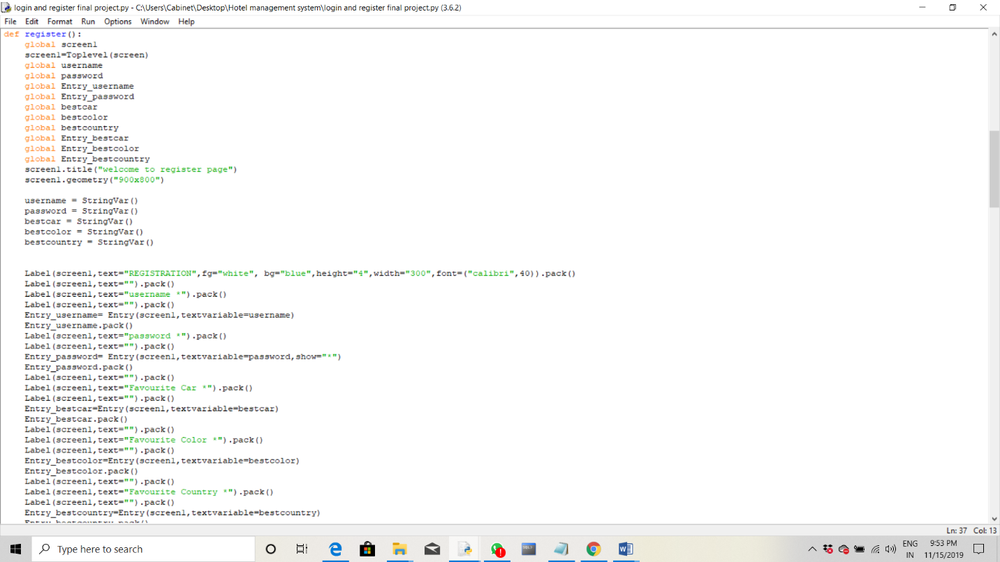 login and register final project.py - C:\Users\Cabinet\Desktop\Hotel management system\login and register final project.py (3.6.2)
File Edit Format Run Options Window Help
def register():
    global screen1
    screen1=Toplevel(screen)
    global username
    global password
    global Entry_username
    global Entry_password
    global bestcar
    global bestcolor
    global bestcountry
    global Entry_bestcar
    global Entry_bestcolor
    global Entry_bestcountry
    screen1.title("welcome to register page")
    screen1.geometry("900x800")

    username = StringVar()
    password = StringVar()
    bestcar = StringVar()
    bestcolor = StringVar()
    bestcountry = StringVar()

    Label(screen1,text="REGISTRATION",fg="white", bg="blue",height="4",width="300",font=("calibri",40)).pack()
    Label(screen1,text="").pack()
    Label(screen1,text="username *").pack()
    Label(screen1,text="").pack()
    Entry_username= Entry(screen1,textvariable=username)
    Entry_username.pack()
    Label(screen1,text="password *").pack()
    Label(screen1,text="").pack()
    Entry_password= Entry(screen1,textvariable=password,show="*")
    Entry_password.pack()
    Label(screen1,text="").pack()
    Label(screen1,text="Favourite Car *").pack()
    Label(screen1,text="").pack()
    Entry_bestcar=Entry(screen1,textvariable=bestcar)
    Entry_bestcar.pack()
    Label(screen1,text="").pack()
    Label(screen1,text="Favourite Color *").pack()
    Label(screen1,text="").pack()
    Entry_bestcolor=Entry(screen1,textvariable=bestcolor)
    Entry_bestcolor.pack()
    Label(screen1,text="").pack()
    Label(screen1,text="Favourite Country *").pack()
    Label(screen1,text="").pack()
    Entry_bestcountry=Entry(screen1,textvariable=bestcountry)
    Entry_bestcountry.pack()
Ln: 37 Col: 13
Type here to search
ENG
IN
9:53 PM
11/15/2019